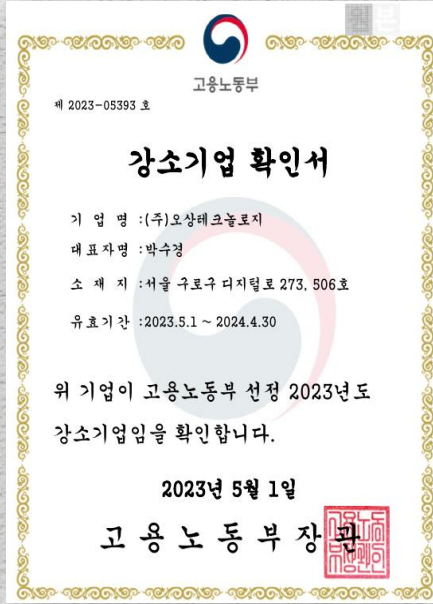 고용노동부
제 2023-05393 호
강소기업 확인서
기 업 명 :(주)오상테크놀로지
대표자명 :박수경
소 재 지 :서울 구로구 디지털로 273, 506호
유효기간 :2023.5.1 ~ 2024.4.30
위 기업이 고용노동부 선정 2023년도
강소기업임을 확인합니다.
2023년 5월 1일
고 용 노 동 부 장 관